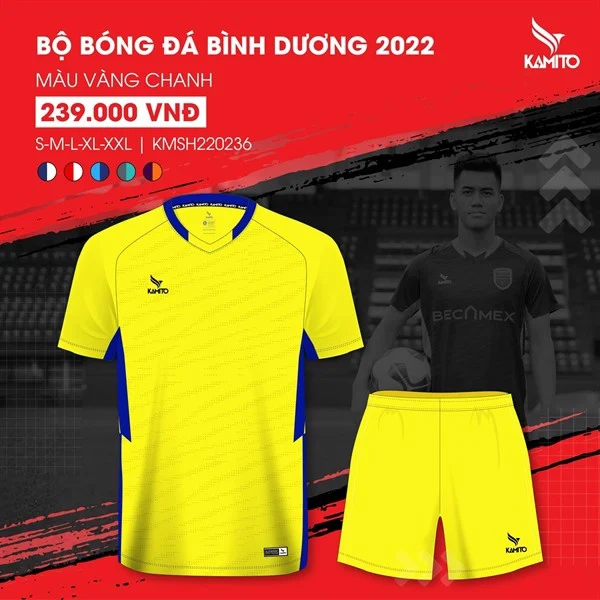 BỘ BÓNG ĐÁ BÌNH DƯƠNG 2022
KAMITO
MÀU VÀNG CHANH
239.000 VNĐ
S-M-L-XL-XXL | KMSH220236
KAMITO
BECAMEX
KAMITO